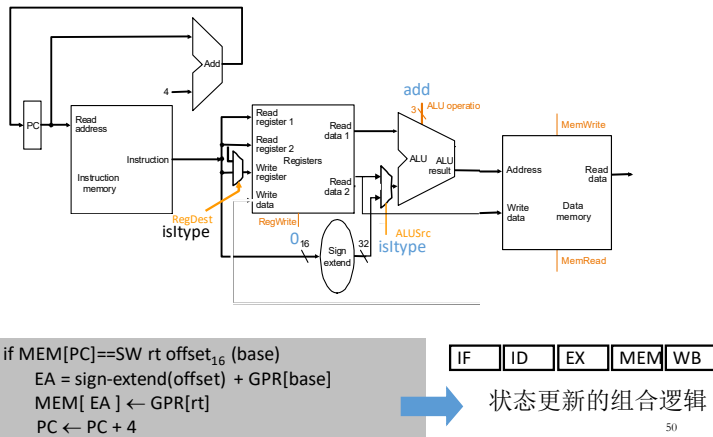 Add
4
add
3
ALU operatio
PC
Read
address
Instruction
Instruction
memory
Read
register 1
Read
register 2
Write
register
Write
data
Registers
Read
data 1
Read
data 2
RegDest
isItype
RegWrite
0
16
Sign
extend
32
ALU
ALU
result
ALUSrc
isItype
MemWrite
Address
Read
data
Write
data
Data
memory
MemRead
if MEM[PC]==SW rt offset₁₆ (base)
EA = sign-extend(offset) + GPR[base]
MEM[ EA ] ← GPR[rt]
PC ← PC + 4
IF ID EX MEM WB
状态更新的组合逻辑
50